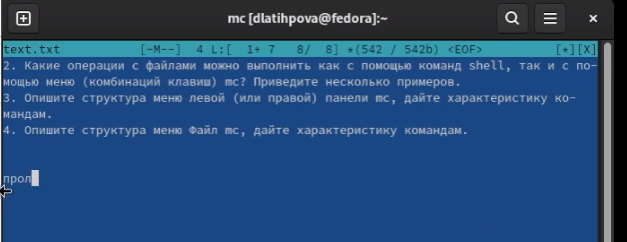 mc [dlatihpova@fedora]:~
text.txt [-M--] 4 L:[ 1+ 7 8/ 8] *(542 / 542b) <EOF> [*][X]
2. Какие операции с файлами можно выполнить как с помощью команд shell, так и с по-
мощью меню (комбинаций клавиш) mc? Приведите несколько примеров.
3. Опишите структура меню левой (или правой) панели mc, дайте характеристику ко-
мандам.
4. Опишите структура меню Файл mc, дайте характеристику командам.
прол